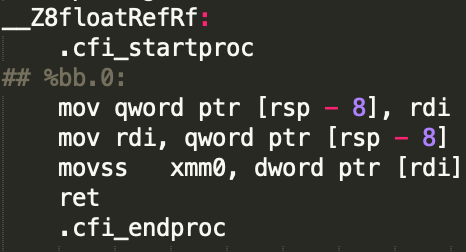 __Z8floatRefRf:
.cfi_startproc
## %bb.0:
mov qword ptr [rsp - 8], rdi
mov rdi, qword ptr [rsp - 8]
movss xmm0, dword ptr [rdi]
ret
.cfi_endproc